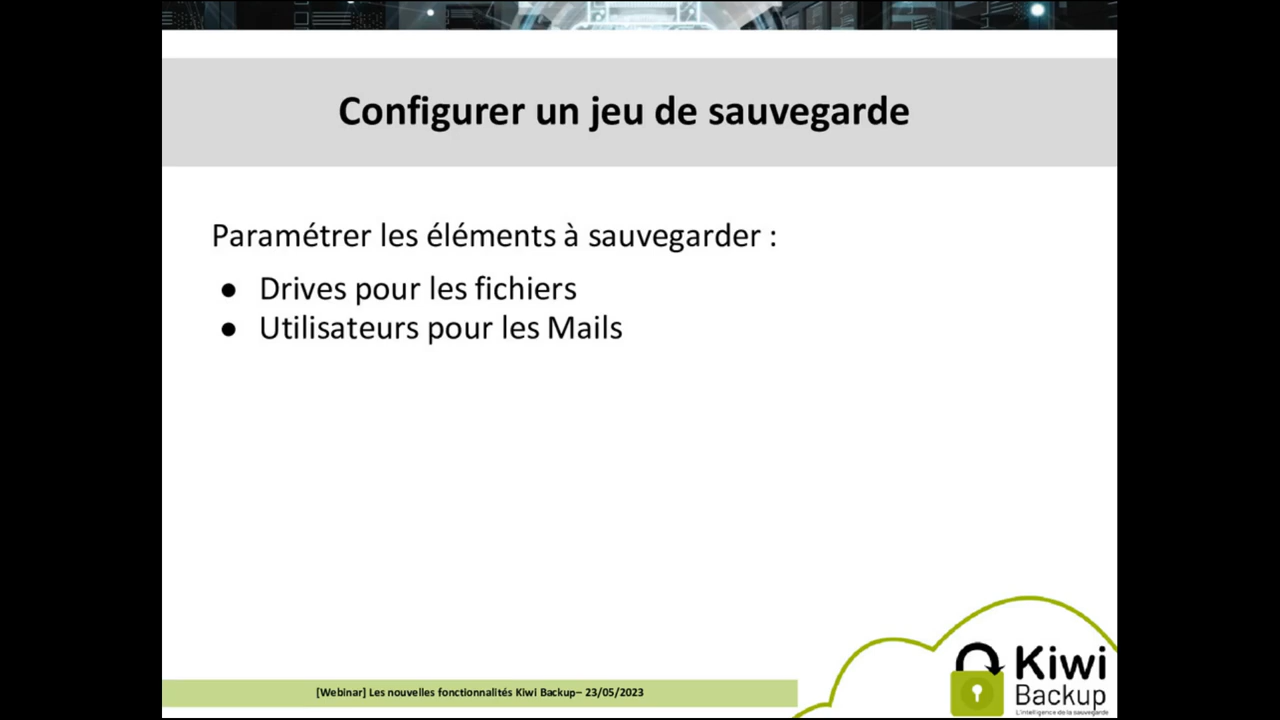 Configurer un jeu de sauvegarde
Paramétrer les éléments à sauvegarder :
● Drives pour les fichiers
● Utilisateurs pour les Mails
[Webinar] Les nouvelles fonctionnalités Kiwi Backup– 23/05/2023
Kiwi
Backup
L'intelligence de la sauvegarde